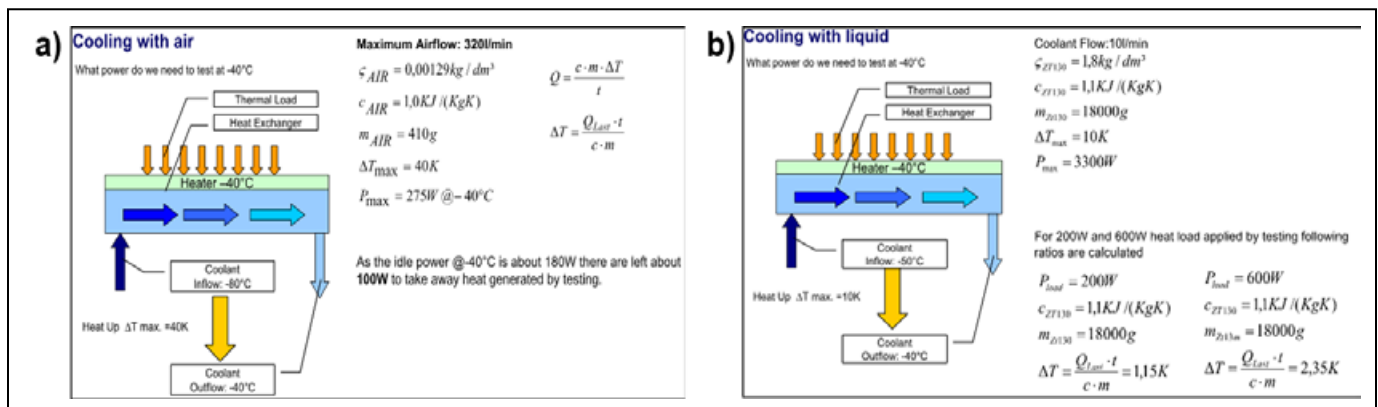 a)
Cooling with air
What power do we need to test at -40°C
Thermal Load
Heat Exchanger
Heater –40°C
Coolant
Inflow: -80°C
Heat Up ΔT max. =40K
Coolant
Outflow: -40°C
Maximum Airflow: 320l/min
ς_AIR = 0,00129kg / dm³
c_AIR = 1,0KJ /(KgK)
m_AIR = 410g
ΔT_max = 40K
P_max = 275W @– 40°C
Q = c·m·ΔT / t
ΔT = Q_Last·t / c·m
As the idle power @-40°C is about 180W there are left about
100W to take away heat generated by testing.
b)
Cooling with liquid
What power do we need to test at -40°C
Thermal Load
Heat Exchanger
Heater –40°C
Coolant
Inflow: -50°C
Heat Up ΔT max. =10K
Coolant
Outflow: -40°C
Coolant Flow:10l/min
ς_ZT130 = 1,8kg / dm³
c_ZT130 = 1,1KJ /(KgK)
m_Zt130 = 18000g
ΔT_max = 10K
P_max = 3300W
For 200W and 600W heat load applied by testing following
ratios are calculated
P_load = 200W
c_ZT130 = 1,1KJ /(KgK)
m_Zt130 = 18000g
ΔT = Q_Last·t / c·m = 1,15K
P_load = 600W
c_ZT130 = 1,1KJ /(KgK)
= 18000g
ΔT = Q_Last·t / c·m = 2,35K